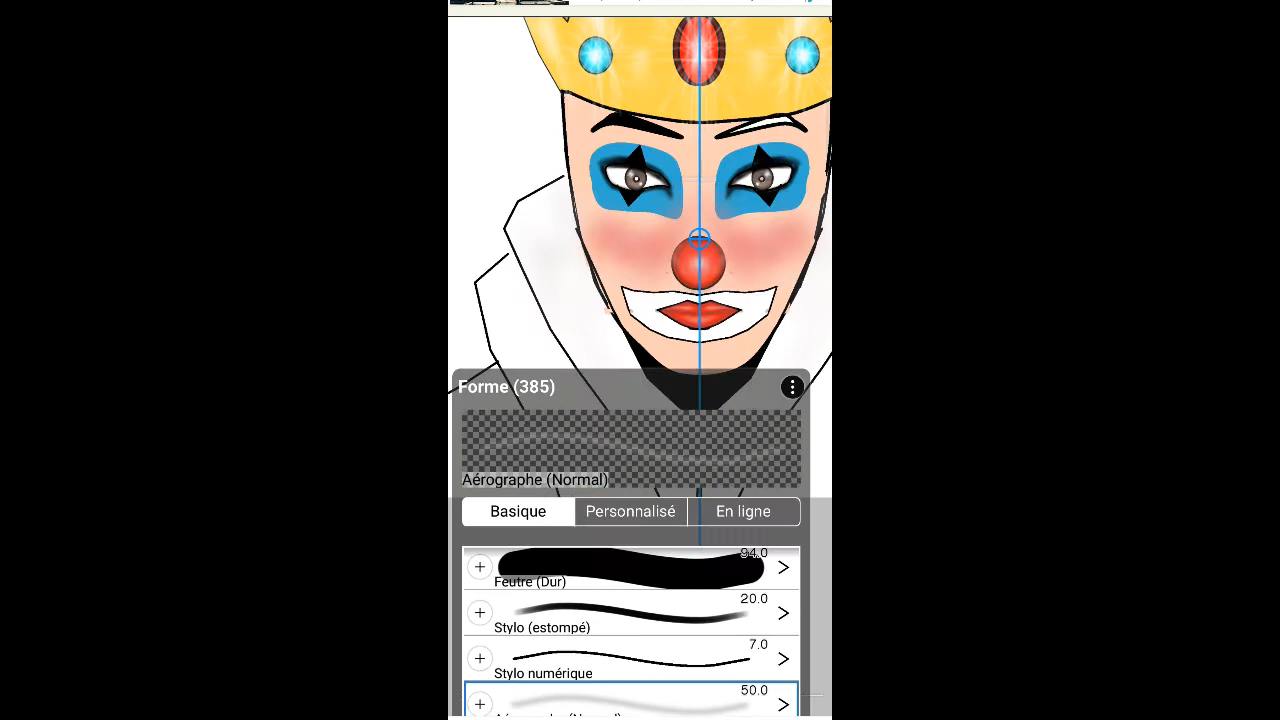 Forme (385)
Aérographe (Normal)
Basique Personnalisé En ligne
94.0
Feutre (Dur)
20.0
Stylo (estompé)
7.0
Stylo numérique
50.0